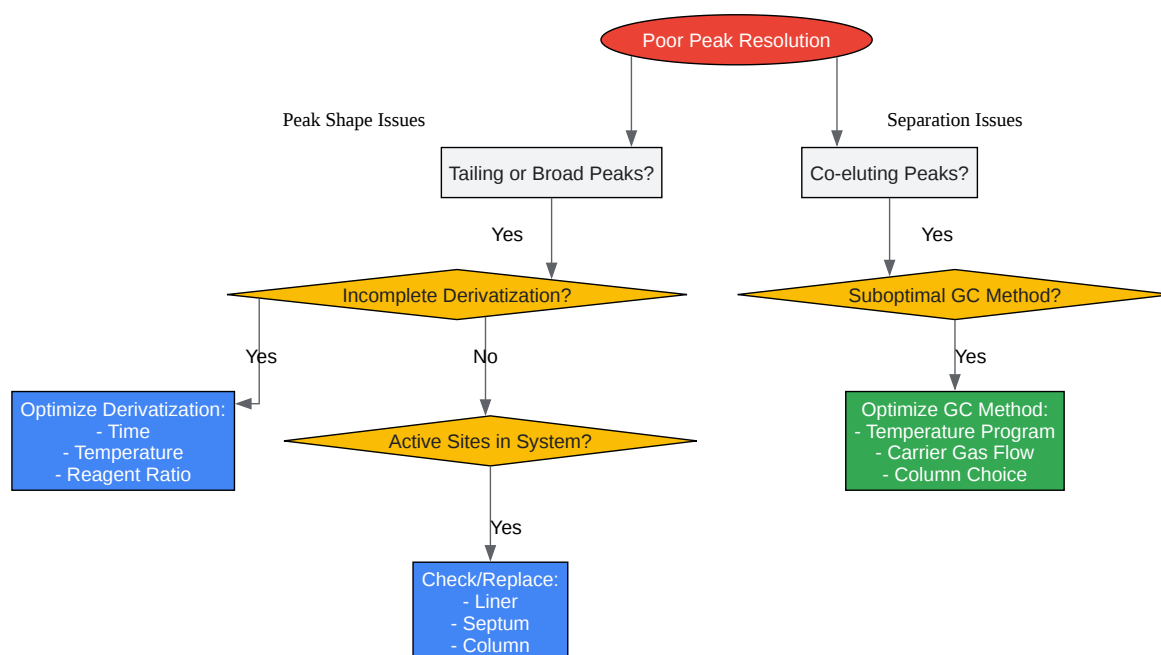 Poor Peak Resolution
Peak Shape Issues
Separation Issues
Tailing or Broad Peaks?
Co-eluting Peaks?
Yes
Yes
Incomplete Derivatization?
Suboptimal GC Method?
Yes
No
Yes
Optimize Derivatization:
- Time
- Temperature
- Reagent Ratio
Active Sites in System?
Optimize GC Method:
- Temperature Program
- Carrier Gas Flow
- Column Choice
Yes
Check/Replace:
- Liner
- Septum
- Column